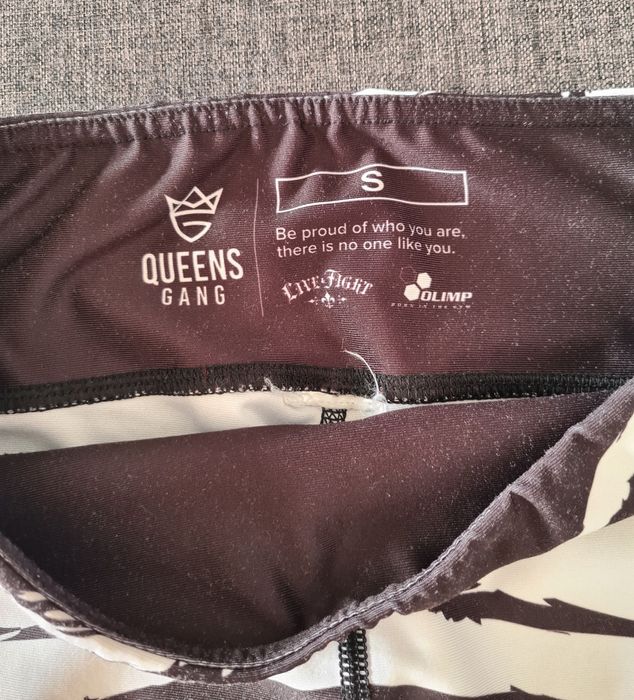 S
Be proud of who you are,
there is no one like you.
QUEENS
GANG
LIVE FIGHT
OLIMP
BORN IN THE GYM